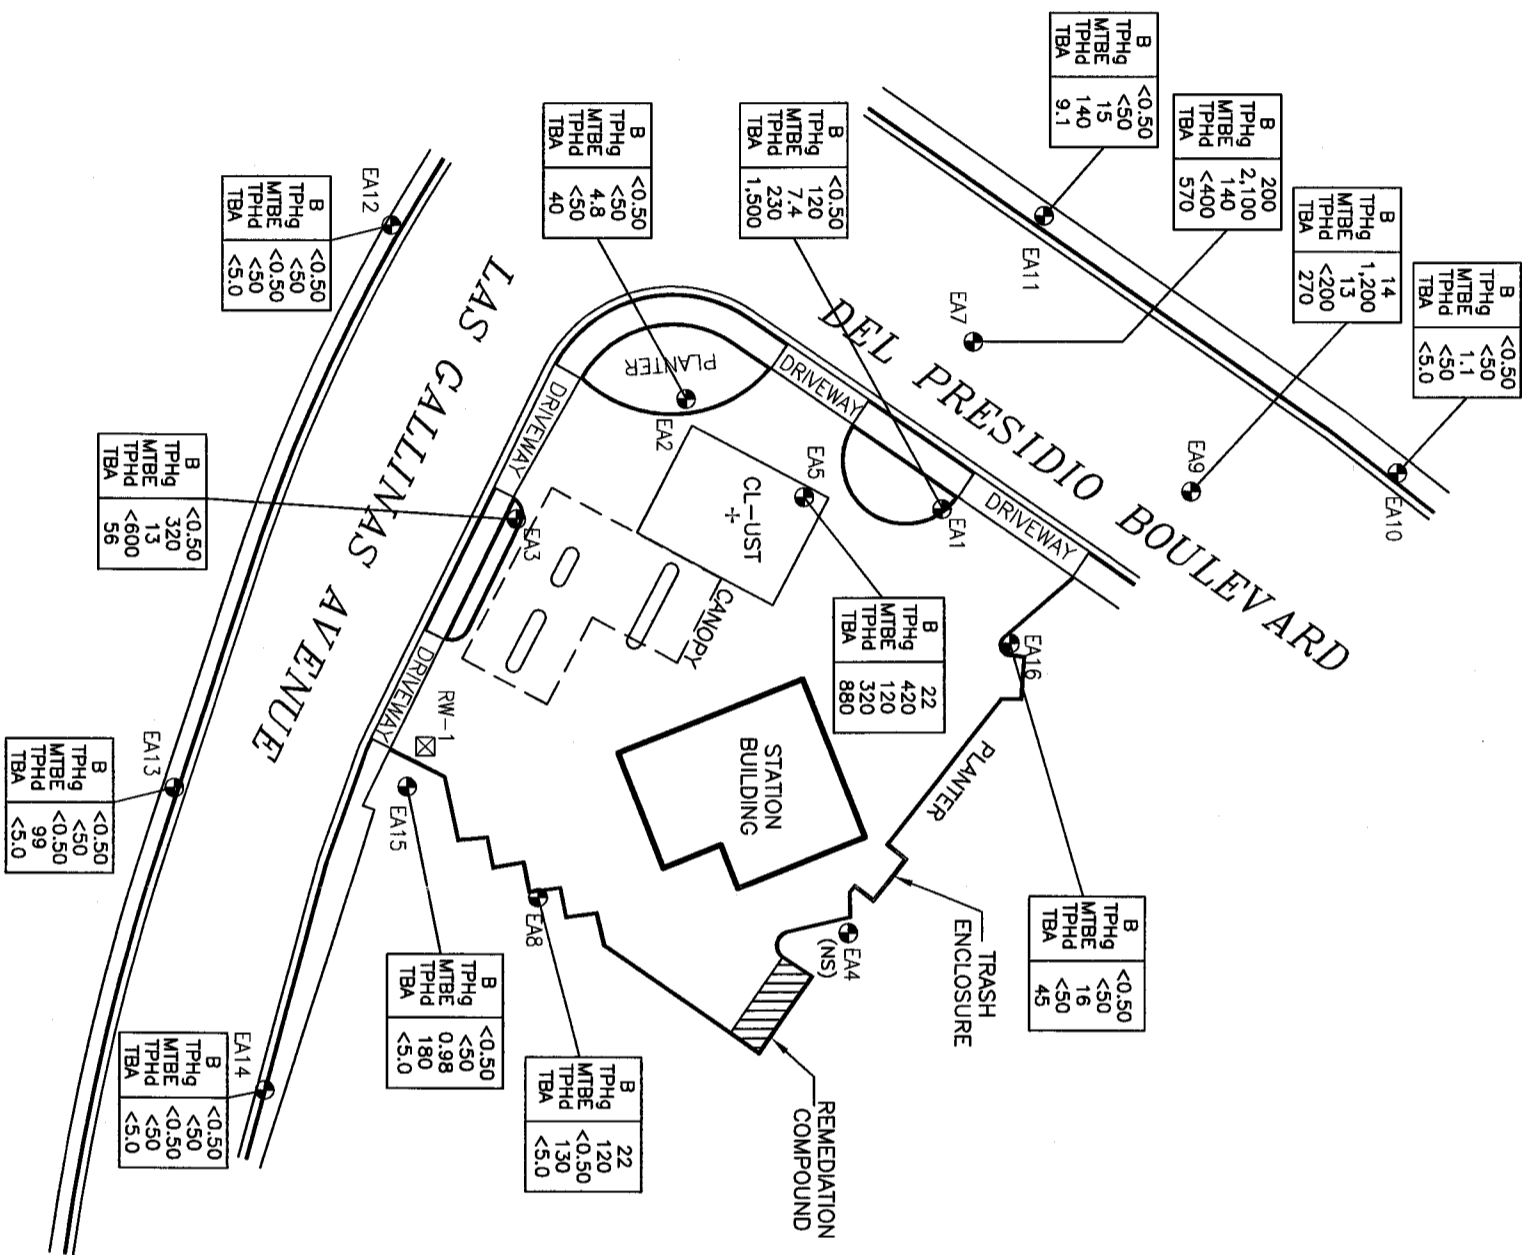 B <0.50
TPHg <50
MTBE 15
TPHd 140
TBA 9.1
B 200
TPHg 2,100
MTBE 140
TPHd <400
TBA 570
B 14
TPHg 1,200
MTBE 13
TPHd <200
TBA 270
B <0.50
TPHg <50
MTBE 1.1
TPHd <50
TBA <5.0
B <0.50
TPHg 120
MTBE 7.4
TPHd 230
TBA 1,500
B <0.50
TPHg <50
MTBE 4.8
TPHd <50
TBA 40
B <0.50
TPHg <50
MTBE <0.50
TPHd <50
TBA <5.0
EA12
EA11
EA7
EA9
EA10
DEL PRESIDIO BOULEVARD
LAS GALLINAS AVENUE
PLANTER
DRIVEWAY
DRIVEWAY
DRIVEWAY
DRIVEWAY
EA2
EA5
EA1
CL-UST
EA3
CANOPY
B <0.50
TPHg 320
MTBE 13
TPHd <600
TBA 56
B 22
TPHg 420
MTBE 120
TPHd 320
TBA 880
EA16
RW-1
STATION
BUILDING
PLANTER
EA13
EA15
B <0.50
TPHg <50
MTBE <0.50
TPHd 99
TBA <5.0
EA8
EA4
(NS)
TRASH
ENCLOSURE
B <0.50
TPHg <50
MTBE 16
TPHd <50
TBA 45
B <0.50
TPHg <50
MTBE 0.98
TPHd 180
TBA <5.0
EA14
B <0.50
TPHg <50
MTBE <0.50
TPHd <50
TBA <5.0
B 22
TPHg 120
MTBE <0.50
TPHd 130
TBA <5.0
REMEDIATION
COMPOUND